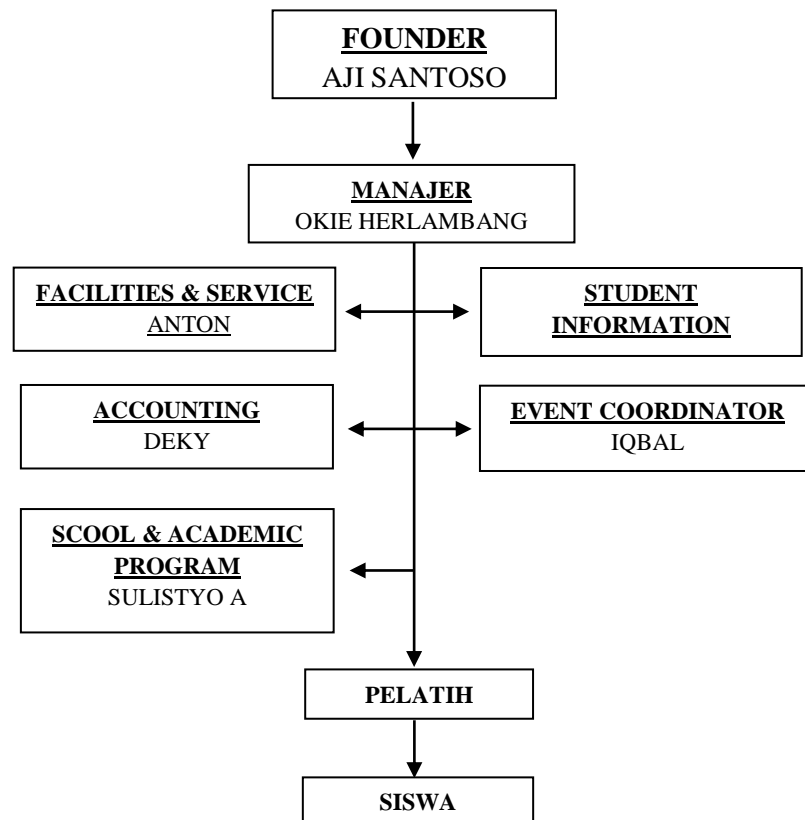 FOUNDER
AJI SANTOSO
MANAJER
OKIE HERLAMBANG
FACILITIES & SERVICE
ANTON
STUDENT
INFORMATION
ACCOUNTING
DEKY
EVENT COORDINATOR
IQBAL
SCOOL & ACADEMIC
PROGRAM
SULISTYO A
PELATIH
SISWA